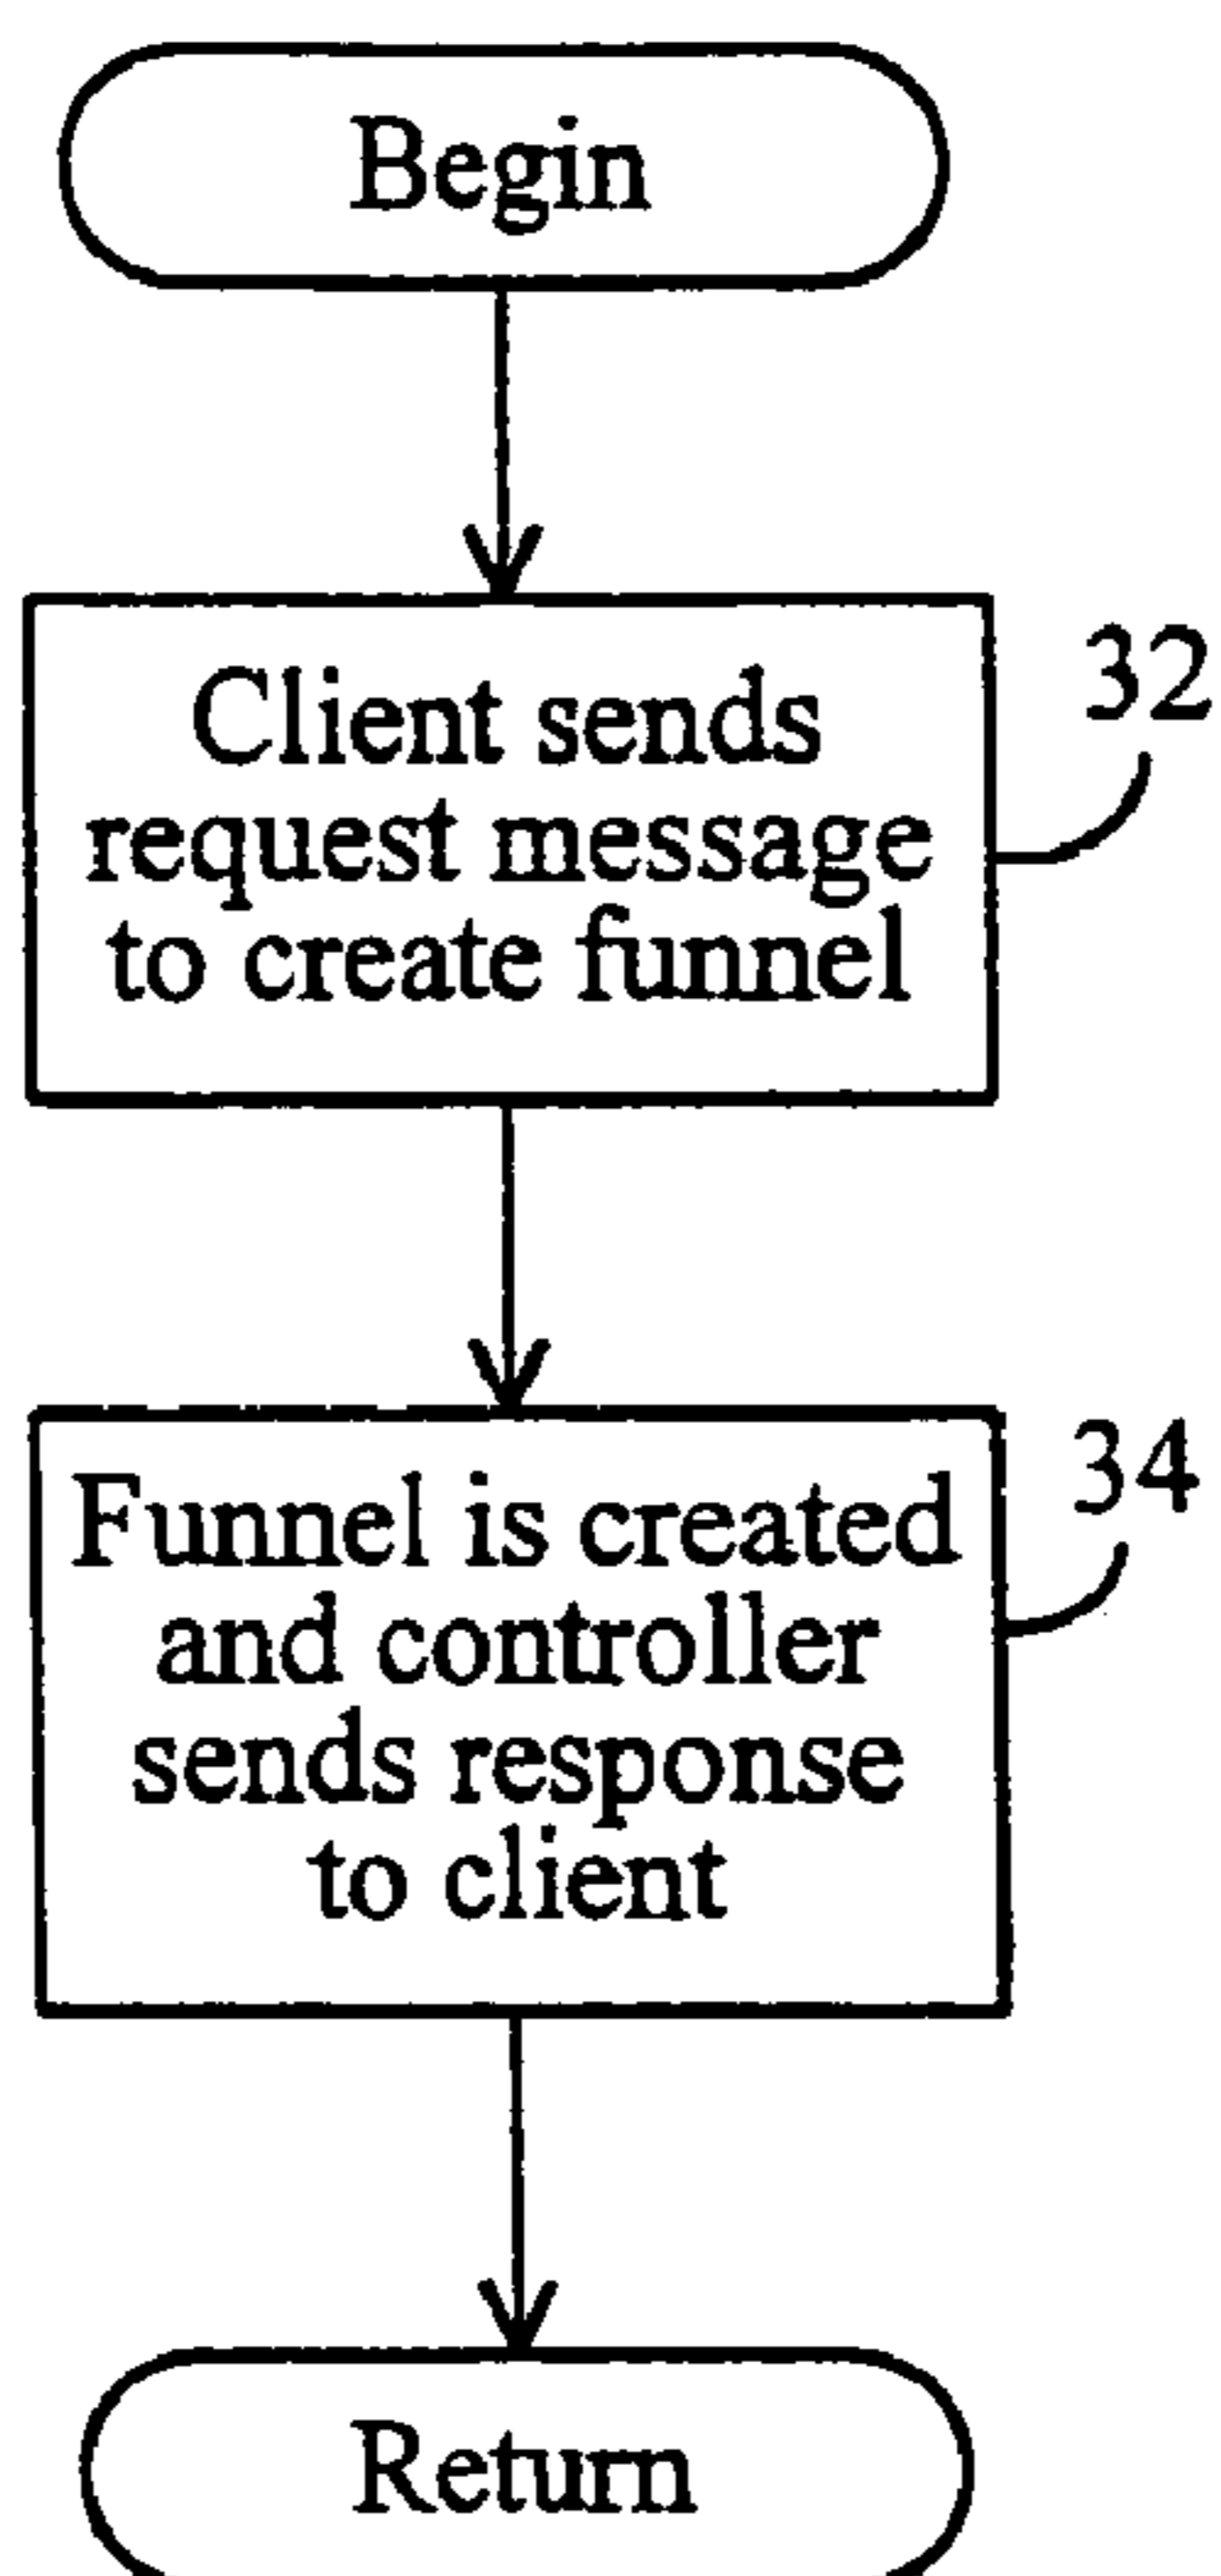 Begin
Client sends
request message
to create funnel
32
Funnel is created
and controller
sends response
to client
34
Return